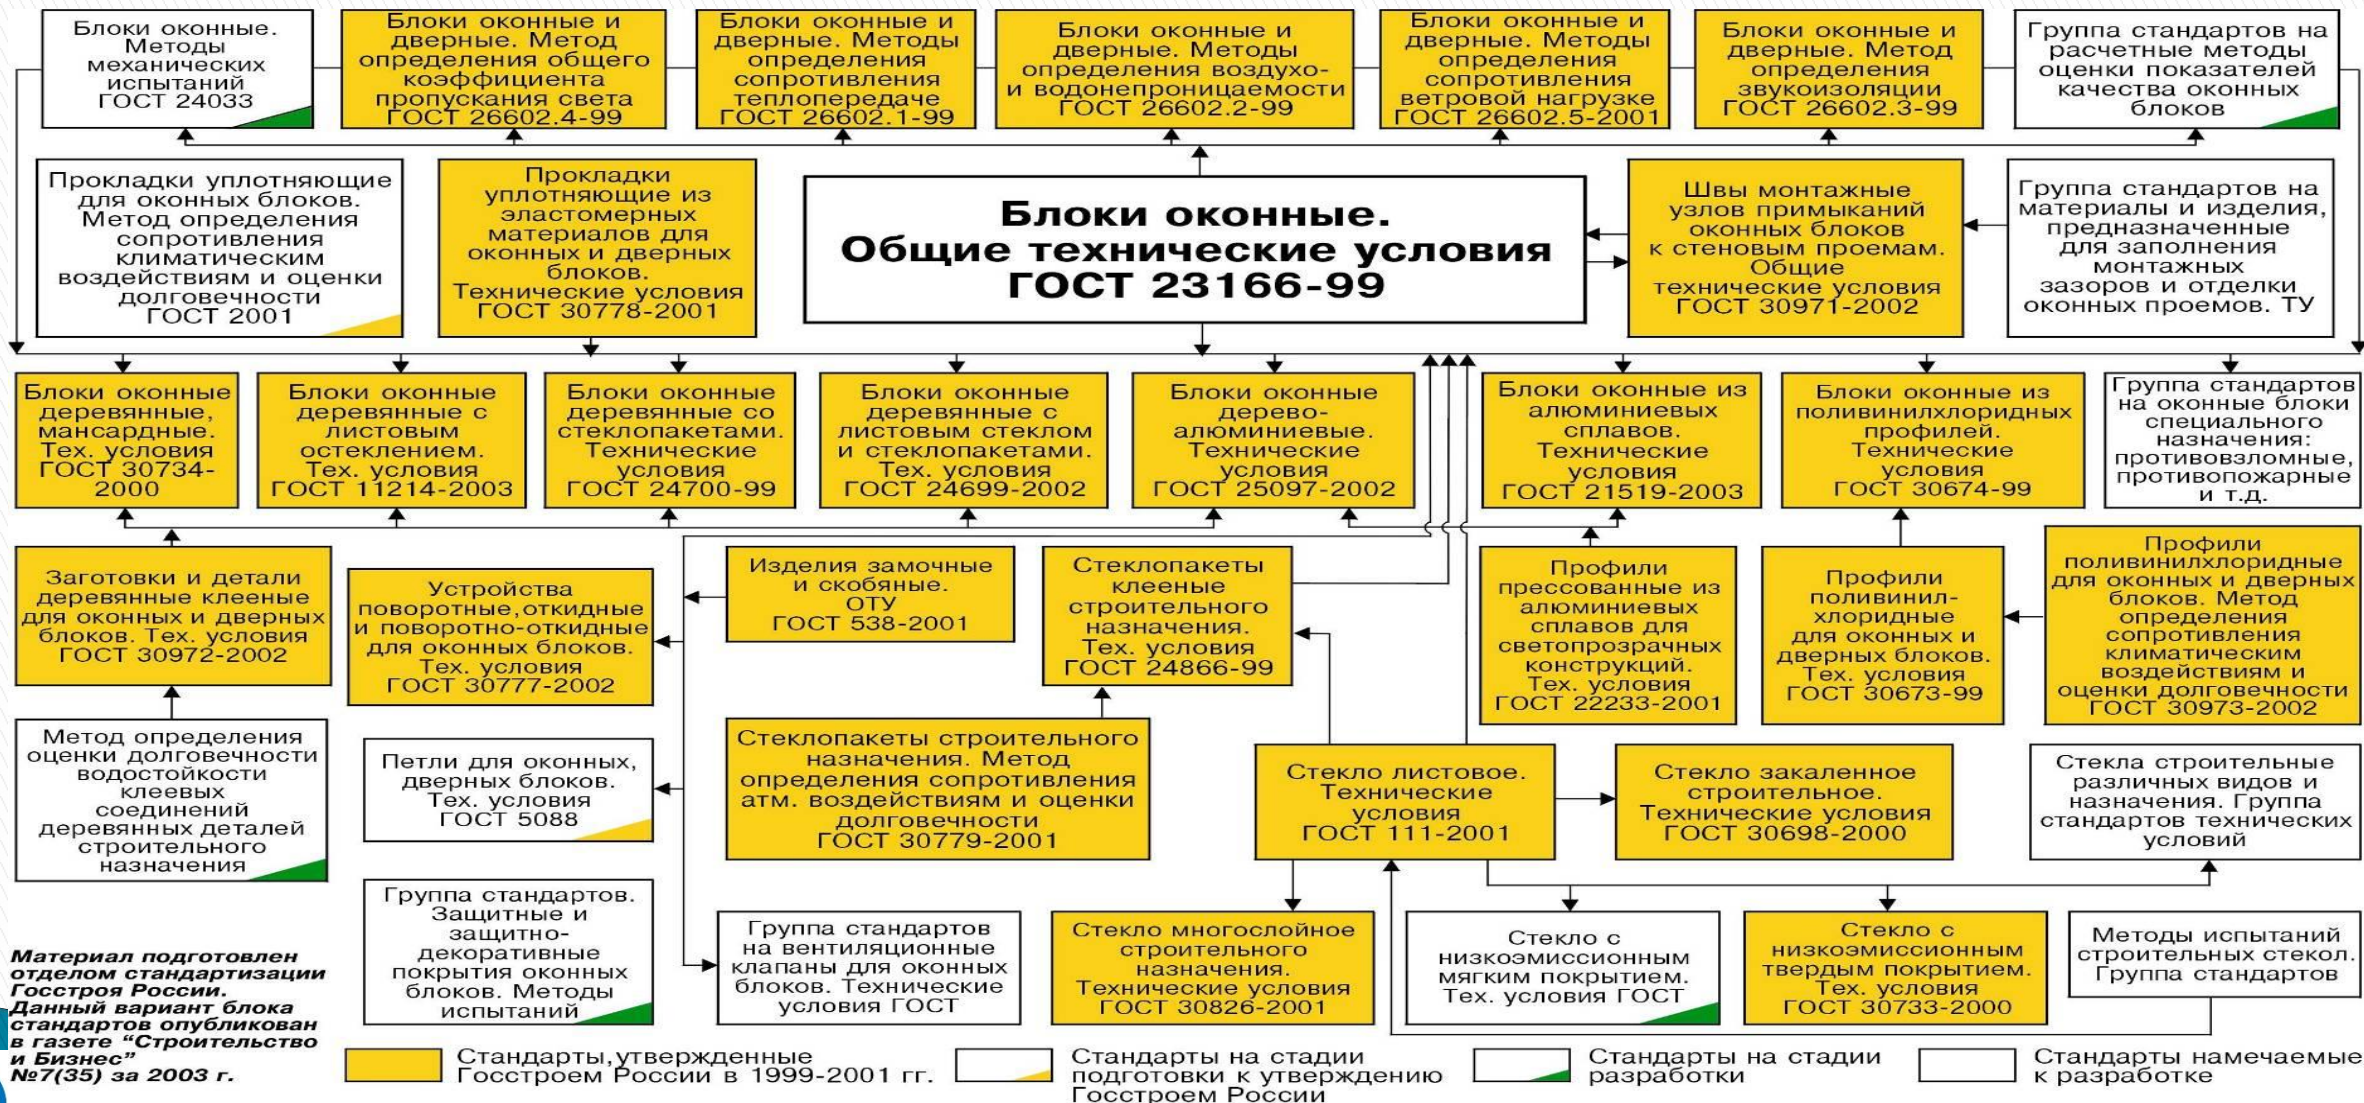 Блоки оконные.
Методы
механических
испытаний
ГОСТ 24033
Блоки оконные и
дверные. Метод
определения общего
коэффициента
пропускания света
ГОСТ 26602.4-99
Блоки оконные и
дверные. Методы
определения
сопротивления
теплопередаче
ГОСТ 26602.1-99
Блоки оконные и
дверные. Методы
определения воздухо-
и водонепроницаемости
ГОСТ 26602.2-99
Блоки оконные и
дверные. Методы
определения
сопротивления
ветровой нагрузке
ГОСТ 26602.5-2001
Блоки оконные и
дверные. Метод
определения
звукоизоляции
ГОСТ 26602.3-99
Группа стандартов на
расчетные методы
оценки показателей
качества оконных
блоков
Прокладки уплотняющие
для оконных блоков.
Метод определения
сопротивления
климатическим
воздействиям и оценки
долговечности
ГОСТ 2001
Прокладки
уплотняющие из
эластомерных
материалов для
оконных и дверных
блоков.
Технические условия
ГОСТ 30778-2001
Блоки оконные.
Общие технические условия
ГОСТ 23166-99
Швы монтажные
узлов примыканий
оконных блоков
к стеновым проемам.
Общие
технические условия
ГОСТ 30971-2002
Группа стандартов на
материалы и изделия,
предназначенные
для заполнения
монтажных
зазоров и отделки
оконных проемов. ТУ
Блоки оконные
деревянные,
мансардные.
Тех. условия
ГОСТ 30734-
2000
Блоки оконные
деревянные с
листовым
остеклением.
Тех. условия
ГОСТ 11214-2003
Блоки оконные
деревянные со
стеклопакетами.
Технические
условия
ГОСТ 24700-99
Блоки оконные
деревянные с
листовым стеклом
и стеклопакетами.
Тех. условия
ГОСТ 24699-2002
Блоки оконные
дерево-
алюминиевые.
Технические
условия
ГОСТ 25097-2002
Блоки оконные из
алюминиевых
сплавов.
Технические
условия
ГОСТ 21519-2003
Блоки оконные из
поливинилхлоридных
профилей.
Технические
условия
ГОСТ 30674-99
Группа стандартов
на оконные блоки
специального
назначения:
противовзломные,
противопожарные
и т.д.
Заготовки и детали
деревянные клееные
для оконных и дверных
блоков. Тех. условия
ГОСТ 30972-2002
Устройства
поворотные,откидные
и поворотно-откидные
для оконных блоков.
Тех. условия
ГОСТ 30777-2002
Изделия замочные
и скобяные.
ОТУ
ГОСТ 538-2001
Стеклопакеты
клееные
строительного
назначения.
Тех. условия
ГОСТ 24866-99
Профили
прессованные из
алюминиевых
сплавов для
светопрозрачных
конструкций.
Тех. условия
ГОСТ 22233-2001
Профили
поливинил-
хлоридные
для оконных и
дверных блоков.
Тех. условия
ГОСТ 30673-99
Профили
поливинилхлоридные
для оконных и дверных
блоков. Метод
определения
сопротивления
климатическим
воздействиям и
оценки долговечности
ГОСТ 30973-2002
Метод определения
оценки долговечности
водостойкости
клеевых
соединений
деревянных деталей
строительного
назначения
Петли для оконных,
дверных блоков.
Тех. условия
ГОСТ 5088
Стеклопакеты строительного
назначения. Метод
определения сопротивления
атм. воздействиям и оценки
долговечности
ГОСТ 30779-2001
Стекло листовое.
Технические
условия
ГОСТ 111-2001
Стекло закаленное
строительное.
Технические условия
ГОСТ 30698-2000
Стекла строительные
различных видов и
назначения. Группа
стандартов технических
условий
Группа стандартов.
Защитные и
защитно-
декоративные
покрытия оконных
блоков. Методы
испытаний
Группа стандартов
на вентиляционные
клапаны для оконных
блоков. Технические
условия ГОСТ
Стекло многослойное
строительного
назначения.
Технические условия
ГОСТ 30826-2001
Стекло с
низкоэмиссионным
мягким покрытием.
Тех. условия ГОСТ
Стекло с
низкоэмиссионным
твердым покрытием.
Тех. условия
ГОСТ 30733-2000
Методы испытаний
строительных стекол.
Группа стандартов
Материал подготовлен
отделом стандартизации
Госстроя России.
Данный вариант блока
стандартов опубликован
в газете "Строительство
и Бизнес"
№7(35) за 2003 г.
Стандарты,утвержденные
Госстроем России в 1999-2001 гг.
Стандарты на стадии
подготовки к утверждению
Госстроем России
Стандарты на стадии
разработки
Стандарты намечаемые
к разработке